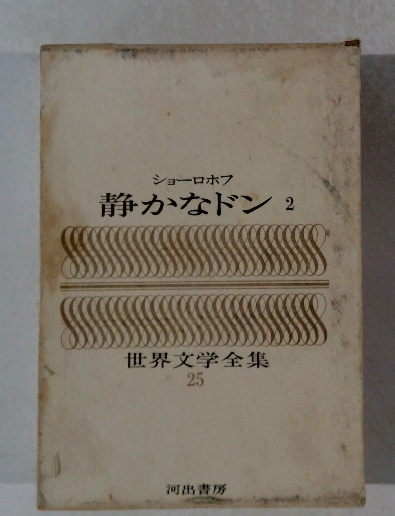 ショーロホフ
静かなドン 2
世界文学全集
25
河出書房